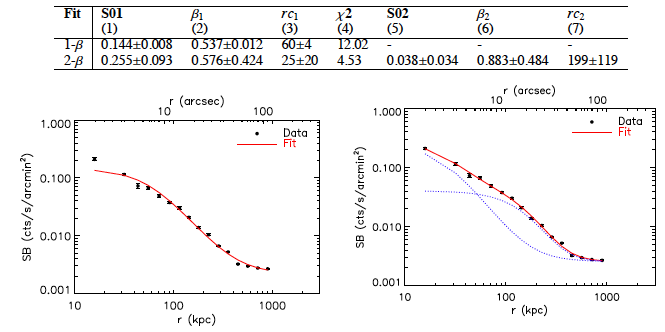 Fit S01 β1 rc1 χ2 S02 β2 rc2
(1) (2) (3) (4) (5) (6) (7)
1-β 0.144±0.008 0.537±0.012 60±4 12.02 - - -
2-β 0.255±0.093 0.576±0.424 25±20 4.53 0.038±0.034 0.883±0.484 199±119
r (arcsec)
10 100
1.000
0.100
0.010
0.001
SB (cts/s/arcmin²)
Data
Fit
10 100 1000
r (kpc)
r (arcsec)
10 100
1.000
0.100
0.010
0.001
SB (cts/s/arcmin²)
Data
Fit
10 100 1000
r (kpc)